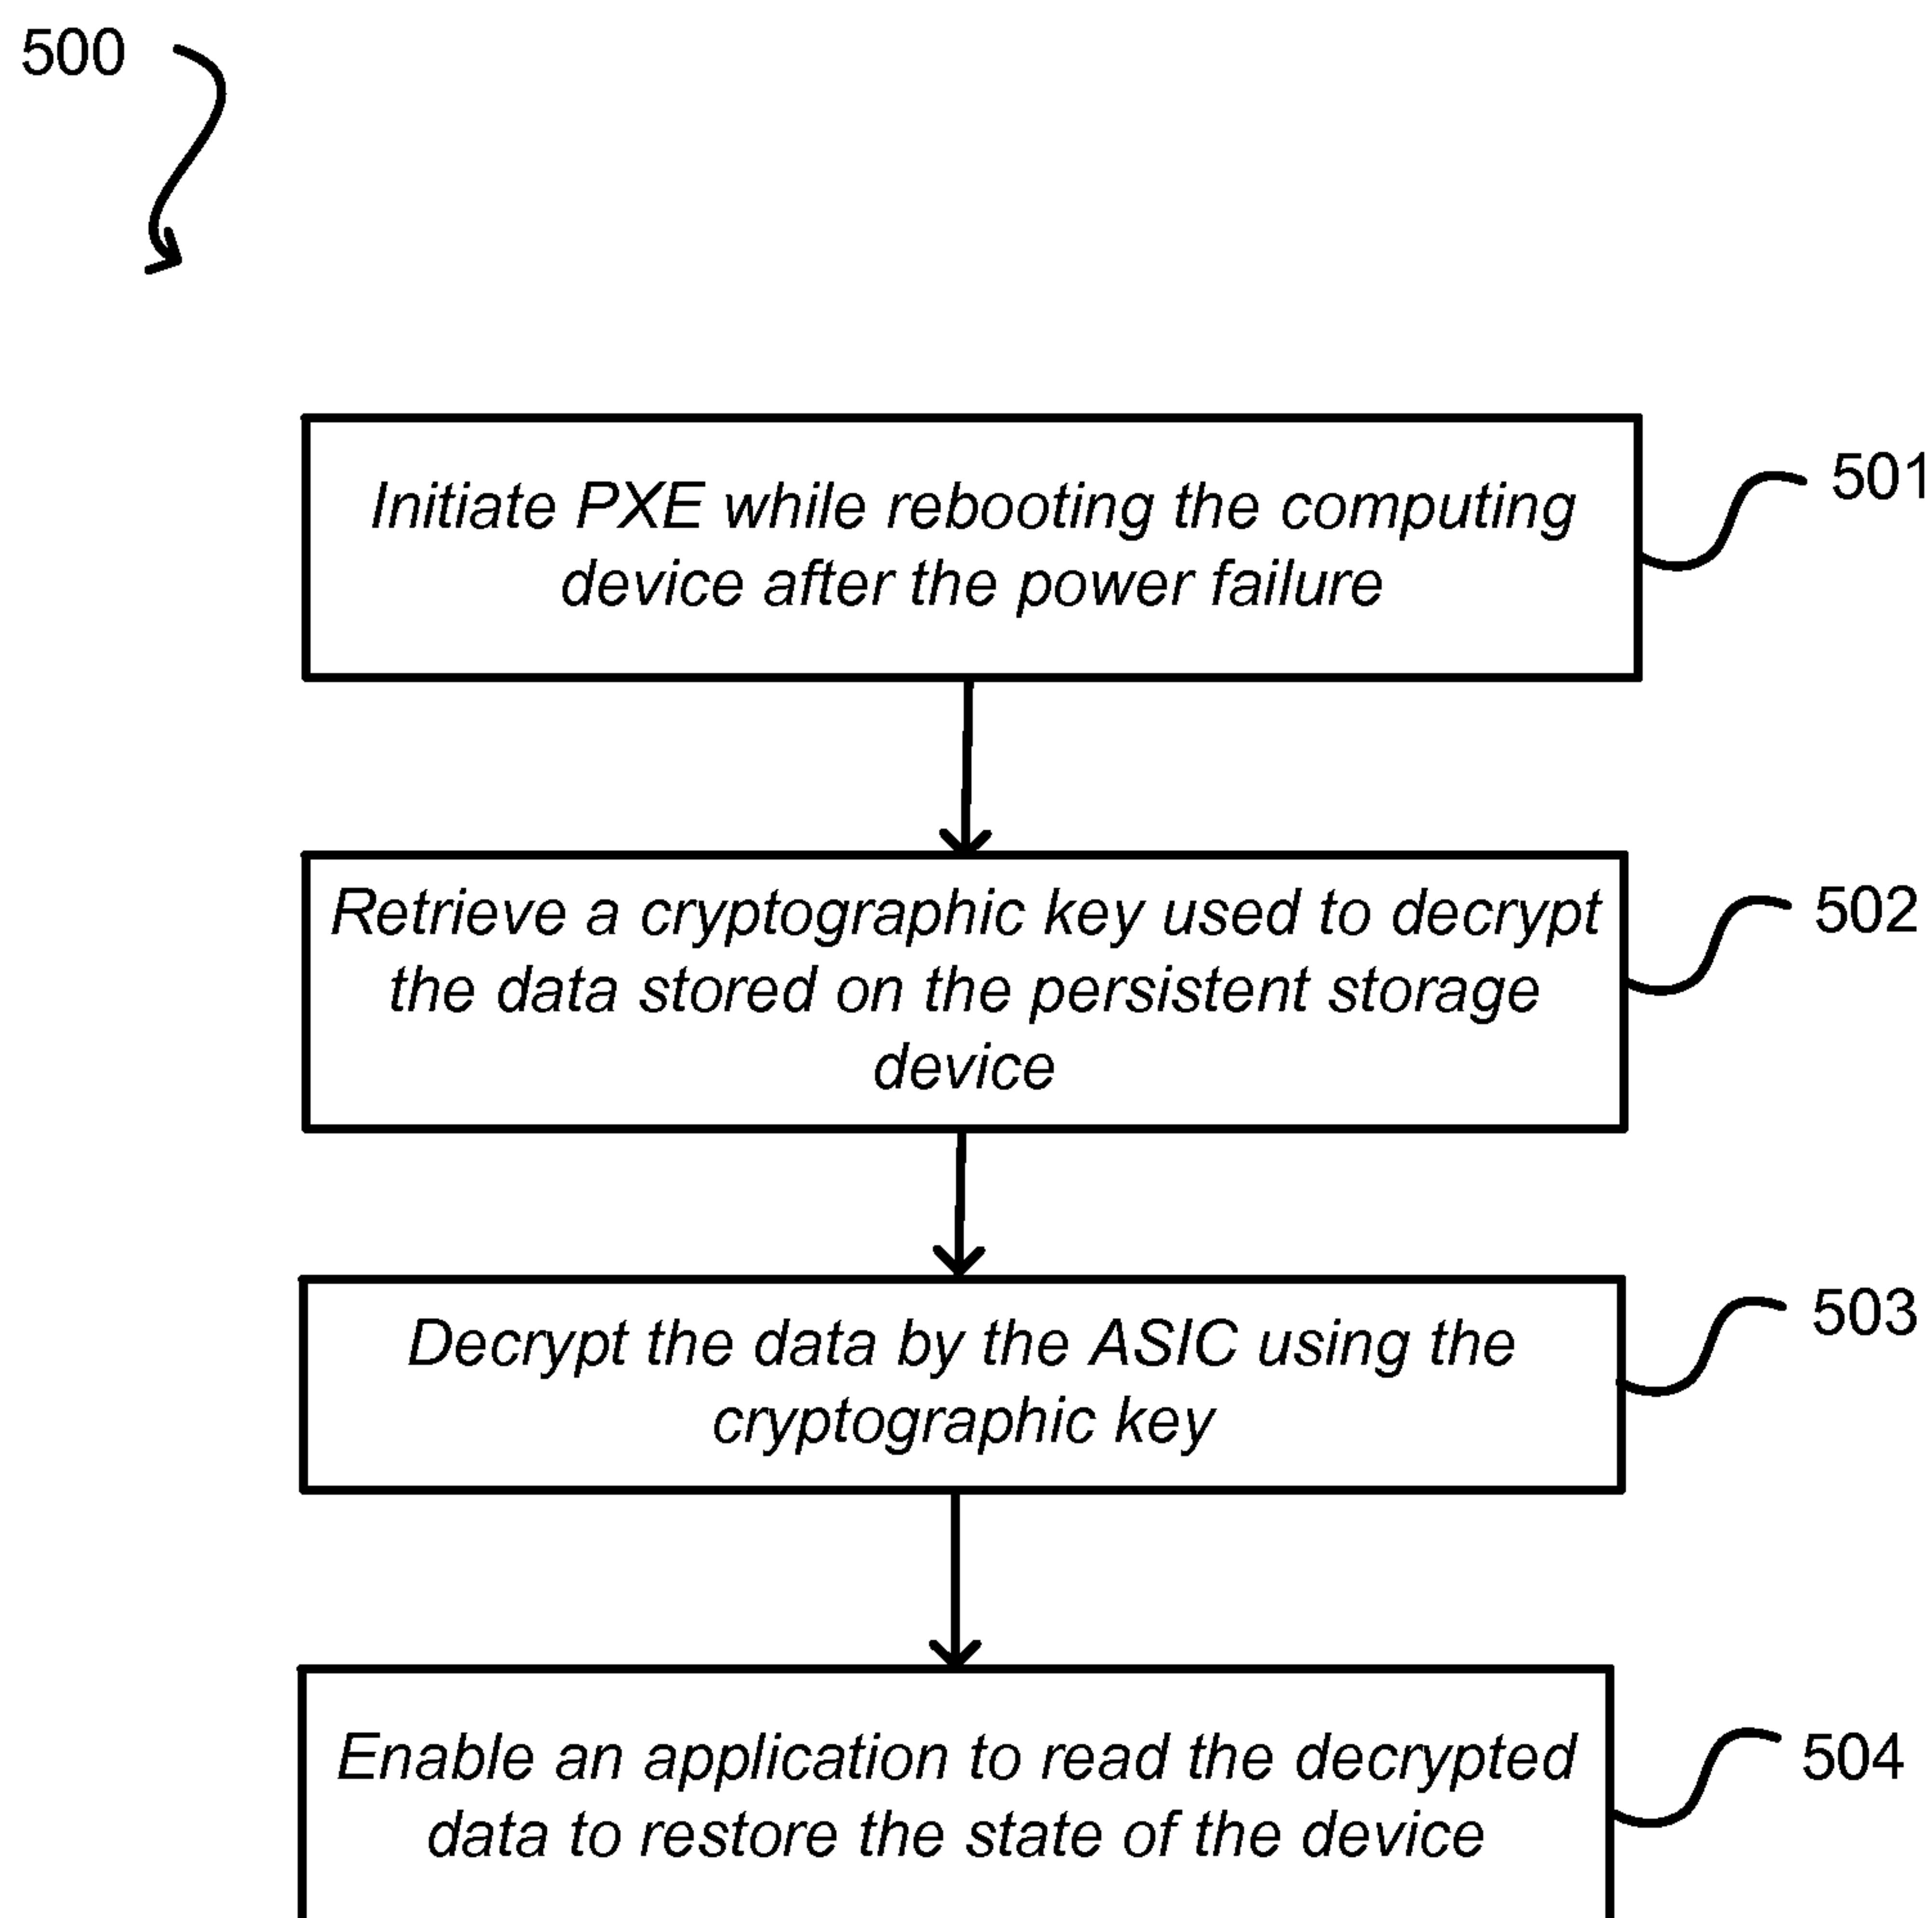 500
Initiate PXE while rebooting the computing
device after the power failure
501
Retrieve a cryptographic key used to decrypt
the data stored on the persistent storage
device
502
Decrypt the data by the ASIC using the
cryptographic key
503
Enable an application to read the decrypted
data to restore the state of the device
504